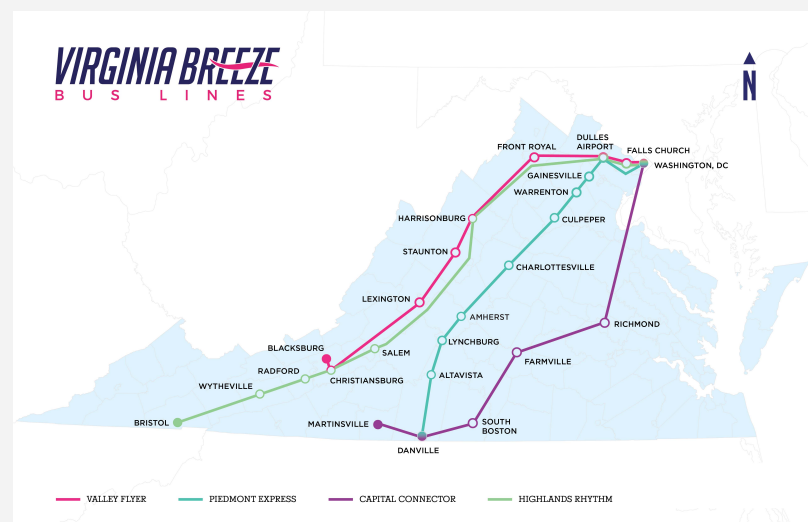 VIRGINIA BREEZE
BUS LINES
N
DULLES
AIRPORT
FRONT ROYAL
FALLS CHURCH
WASHINGTON, DC
GAINESVILLE
WARRENTON
HARRISONBURG
CULPEPER
STAUNTON
CHARLOTTESVILLE
LEXINGTON
AMHERST
RICHMOND
LYNCHBURG
BLACKSBURG
SALEM
FARMVILLE
RADFORD
CHRISTIANSBURG
ALTAVISTA
WYTHEVILLE
BRISTOL
MARTINSVILLE
SOUTH
BOSTON
DANVILLE
VALLEY FLYER
PIEDMONT EXPRESS
CAPITAL CONNECTOR
HIGHLANDS RHYTHM